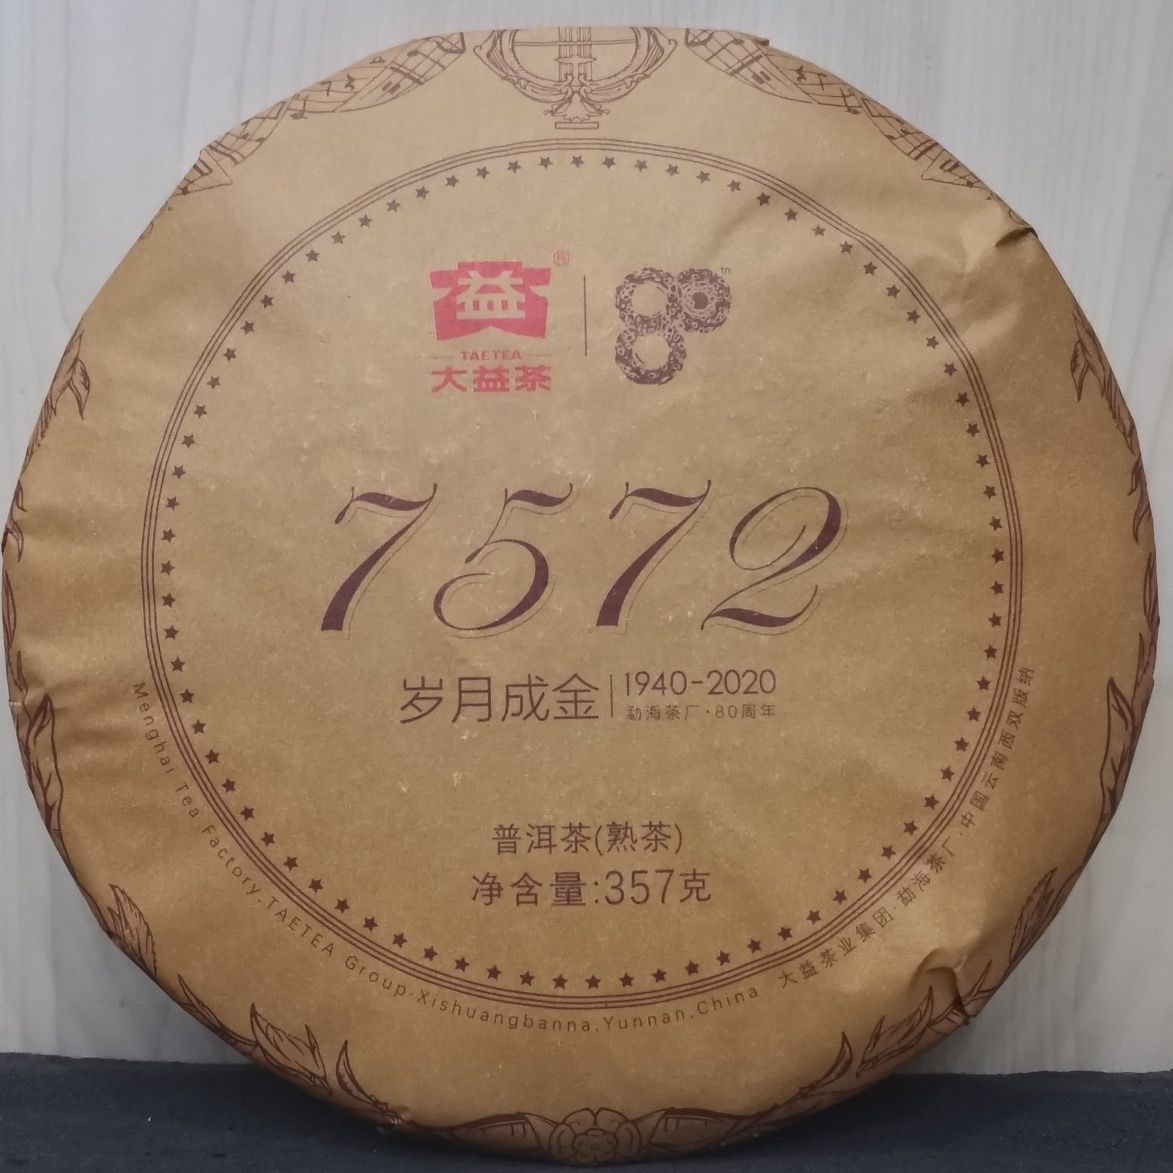 益®
TAETEA
大益茶
80th
7572
岁月成金
1940-2020
勐海茶厂·80周年
普洱茶(熟茶)
净含量:357克
Menghai Tea Factory,TAETEA Group·Xishuangbanna,Yunnan,China
大益茶业集团·勐海茶厂·中国云南西双版纳